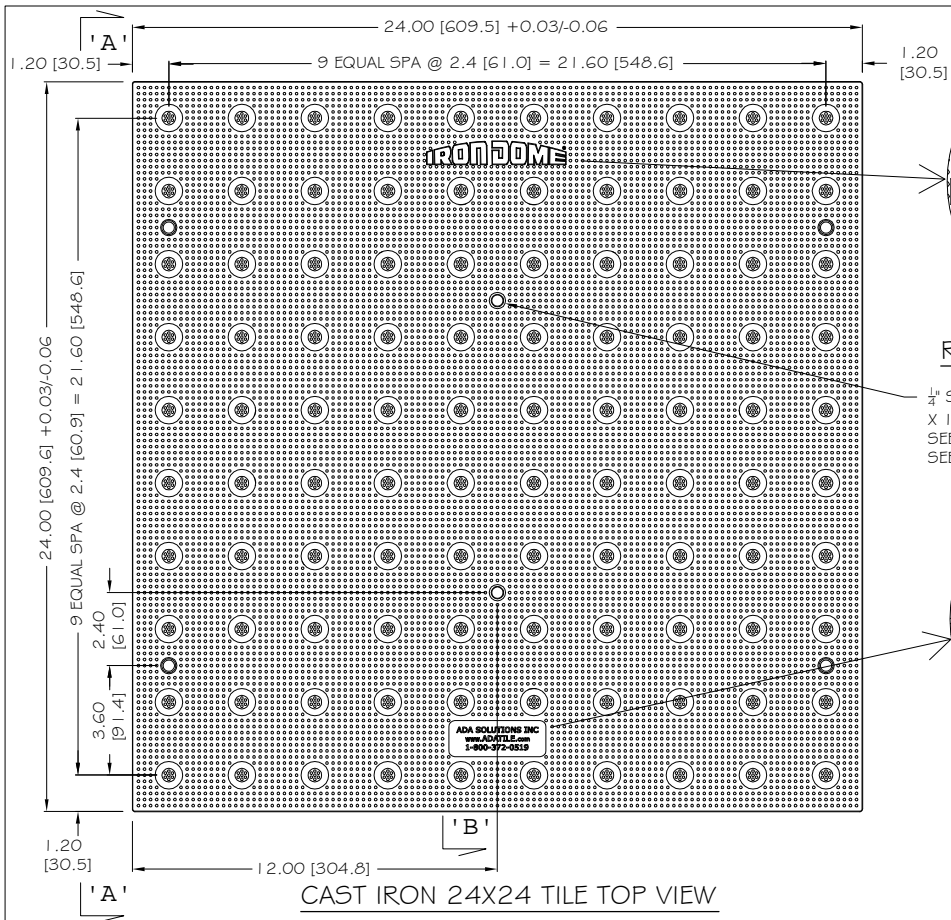 24.00 [609.5] +0.03/-0.06
'A'
1.20 [30.5]
9 EQUAL SPA @ 2.4 [61.0] = 21.60 [548.6]
1.20
[30.5]
IRON DOME
24.00 [609.6] +0.03/-0.06
9 EQUAL SPA @ 2.4 [60.9] = 21.60 [548.6]
1/4" S
X 1
SEE
SEE
2.40
[61.0]
3.60
[91.4]
ADA SOLUTIONS INC
www.ADATILE.com
1-800-372-0519
1.20
[30.5]
'B'
12.00 [304.8]
'A'
CAST IRON 24X24 TILE TOP VIEW